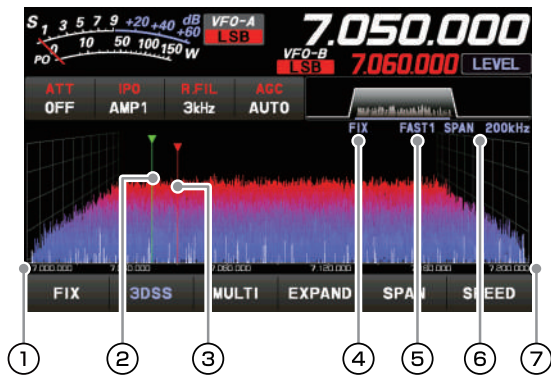 S 1 3 5 7 9 +20 +40 +60 dB
PO 0 10 50 100 150 W
VFO-A
LSB
7.050.000
VFO-B
LSB
7.060.000
LEVEL
ATT IPO R.FIL AGC
OFF AMP1 3kHz AUTO
FIX FAST1 SPAN 200kHz
② ③ ④ ⑤ ⑥
7.000.000 7.080.000 7.120.000 7.200.000
① ⑦
FIX 3DSS MULTI EXPAND SPAN SPEED